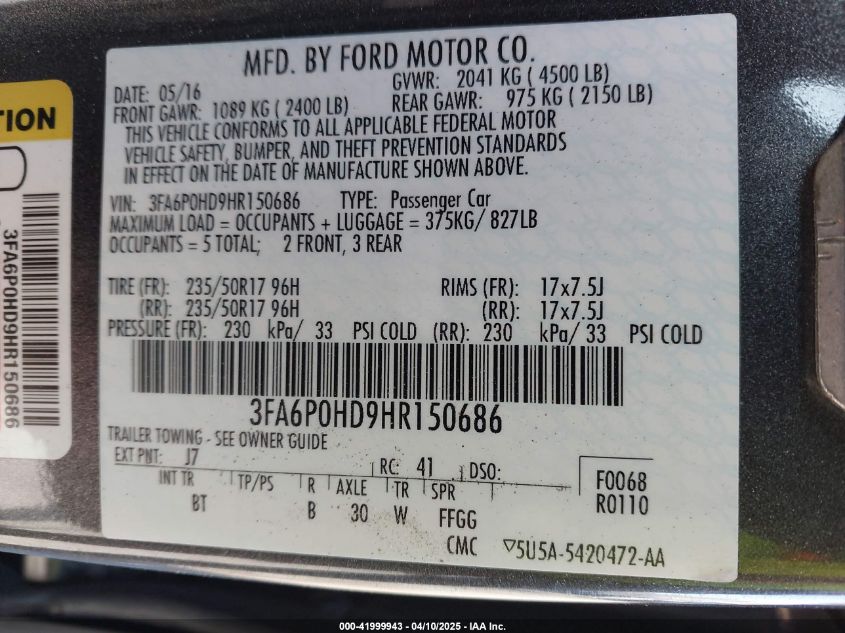 MFD. BY FORD MOTOR CO.
DATE: 05/16 GVWR: 2041 KG ( 4500 LB)
FRONT GAWR: 1089 KG ( 2400 LB) REAR GAWR: 975 KG ( 2150 LB)
THIS VEHICLE CONFORMS TO ALL APPLICABLE FEDERAL MOTOR
VEHICLE SAFETY, BUMPER, AND THEFT PREVENTION STANDARDS
IN EFFECT ON THE DATE OF MANUFACTURE SHOWN ABOVE.
VIN: 3FA6P0HD9HR150686 TYPE: Passenger Car
MAXIMUM LOAD = OCCUPANTS + LUGGAGE = 375KG/ 827LB
OCCUPANTS = 5 TOTAL; 2 FRONT, 3 REAR
TIRE (FR): 235/50R17 96H RIMS (FR): 17x7.5J
(RR): 235/50R17 96H (RR): 17x7.5J
PRESSURE (FR): 230 kPa/ 33 PSI COLD (RR): 230 kPa/ 33 PSI COLD
3FA6P0HD9HR150686
TRAILER TOWING - SEE OWNER GUIDE
EXT PNT: J7 RC: 41 DSO:
INT TR TP/PS R AXLE TR SPR
BT B 30 W FFGG
F0068
R0110
CMC ▽5U5A-5420472-AA
TION
3FA6P0HD9HR150686
000-41999943 - 04/10/2025 - IAA Inc.